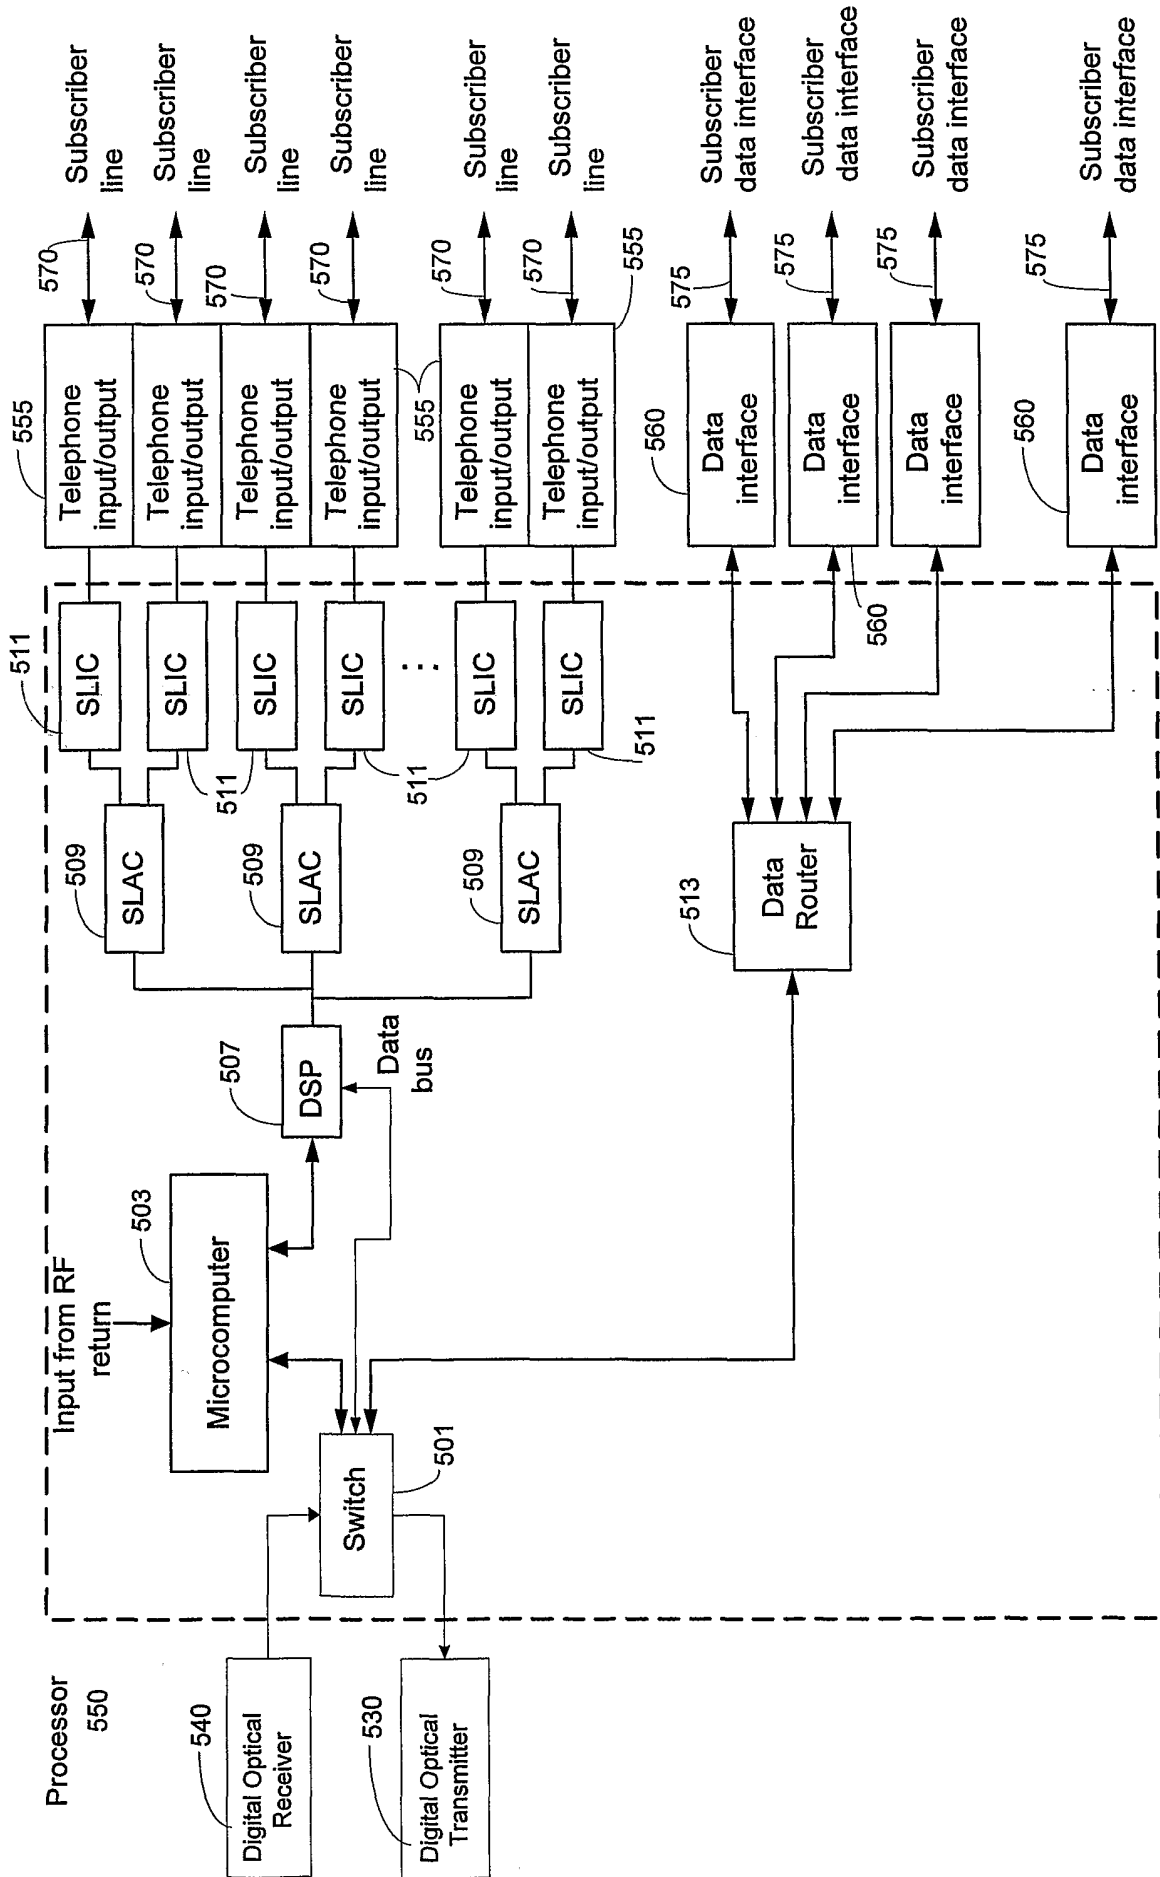 Processor
550
540
Digital Optical
Receiver
530
Digital Optical
Transmitter
Input from RF
return
503
Microcomputer
Switch
501
507
DSP
Data
bus
509
SLAC
509
SLAC
509
SLAC
511
SLIC
SLIC
511
SLIC
SLIC
511
SLIC
SLIC
511
513
Data
Router
555
Telephone
input/output
Telephone
input/output
Telephone
input/output
Telephone
input/output
555
Telephone
input/output
Telephone
input/output
555
570
Subscriber
line
570
Subscriber
line
570
Subscriber
line
570
Subscriber
line
570
Subscriber
line
570
Subscriber
line
560
Data
interface
Data
interface
560
Data
interface
560
Data
interface
575
Subscriber
data interface
575
Subscriber
data interface
575
Subscriber
data interface
575
Subscriber
data interface